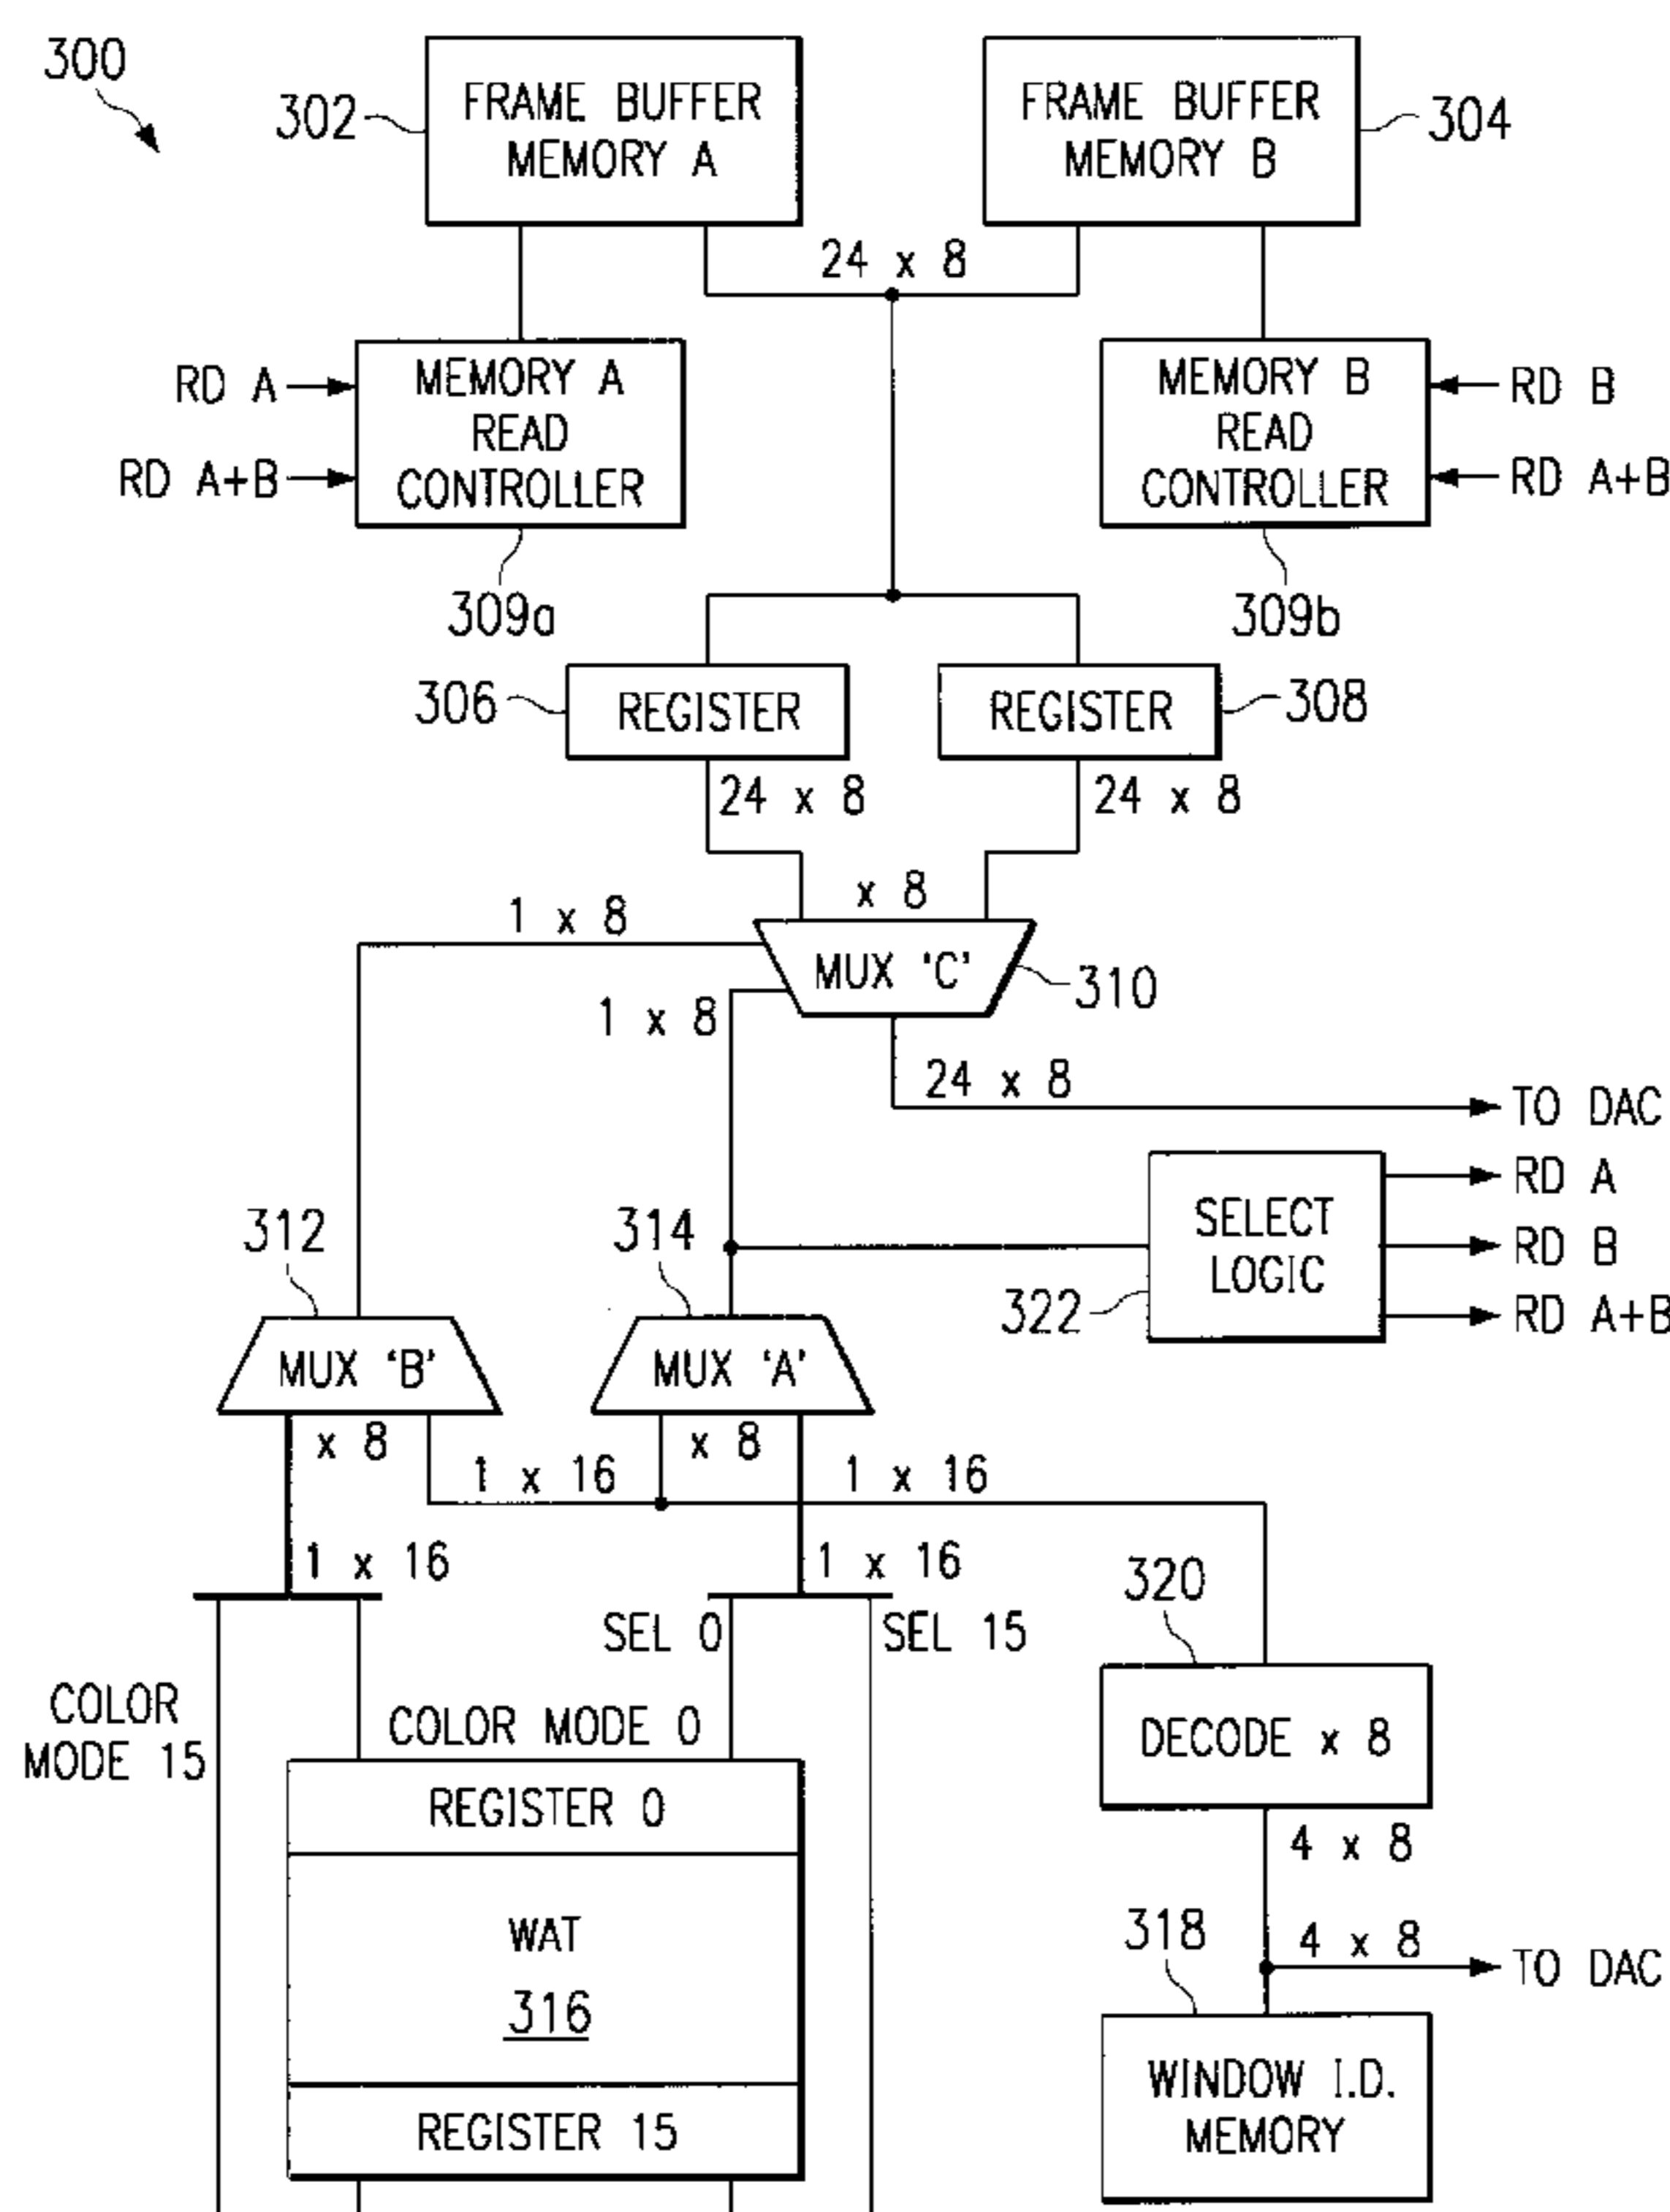 300
302
FRAME BUFFER
MEMORY A
FRAME BUFFER
MEMORY B
304
24 x 8
RD A
RD A+B
MEMORY A
READ
CONTROLLER
MEMORY B
READ
CONTROLLER
RD B
RD A+B
309a
309b
306
REGISTER
REGISTER
308
24 x 8
24 x 8
x 8
1 x 8
MUX 'C'
310
1 x 8
24 x 8
TO DAC
312
314
SELECT
LOGIC
322
RD A
RD B
RD A+B
MUX 'B'
MUX 'A'
x 8
x 8
1 x 16
1 x 16
1 x 16
1 x 16
320
SEL 0
SEL 15
COLOR
MODE 15
COLOR MODE 0
DECODE x 8
REGISTER 0
4 x 8
WAT
316
318
4 x 8
TO DAC
WINDOW I.D.
MEMORY
REGISTER 15